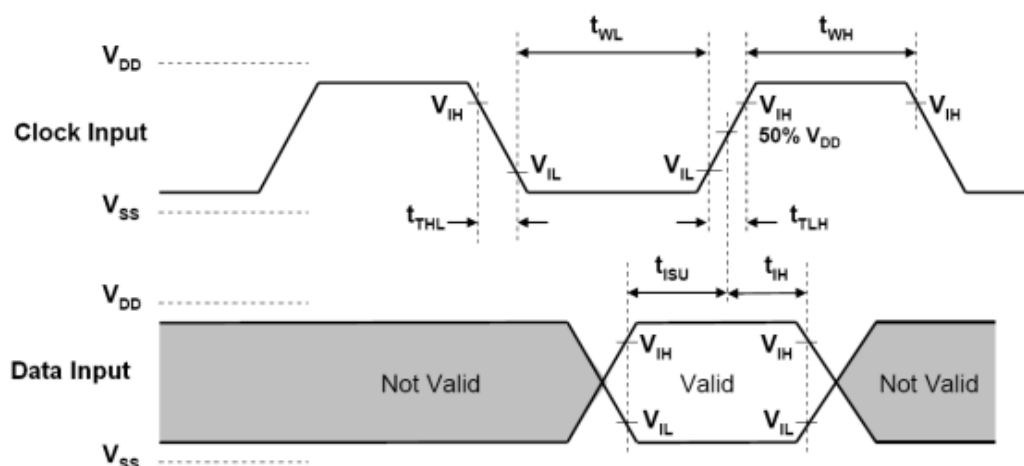 t_WL t_WH
V_DD
V_IH V_IH V_IH
Clock Input 50% V_DD
V_IL V_IL
V_SS
t_THL t_TLH
t_ISU t_IH
V_DD
V_IH V_IH
Data Input Not Valid Valid Not Valid
V_IL V_IL
V_SS